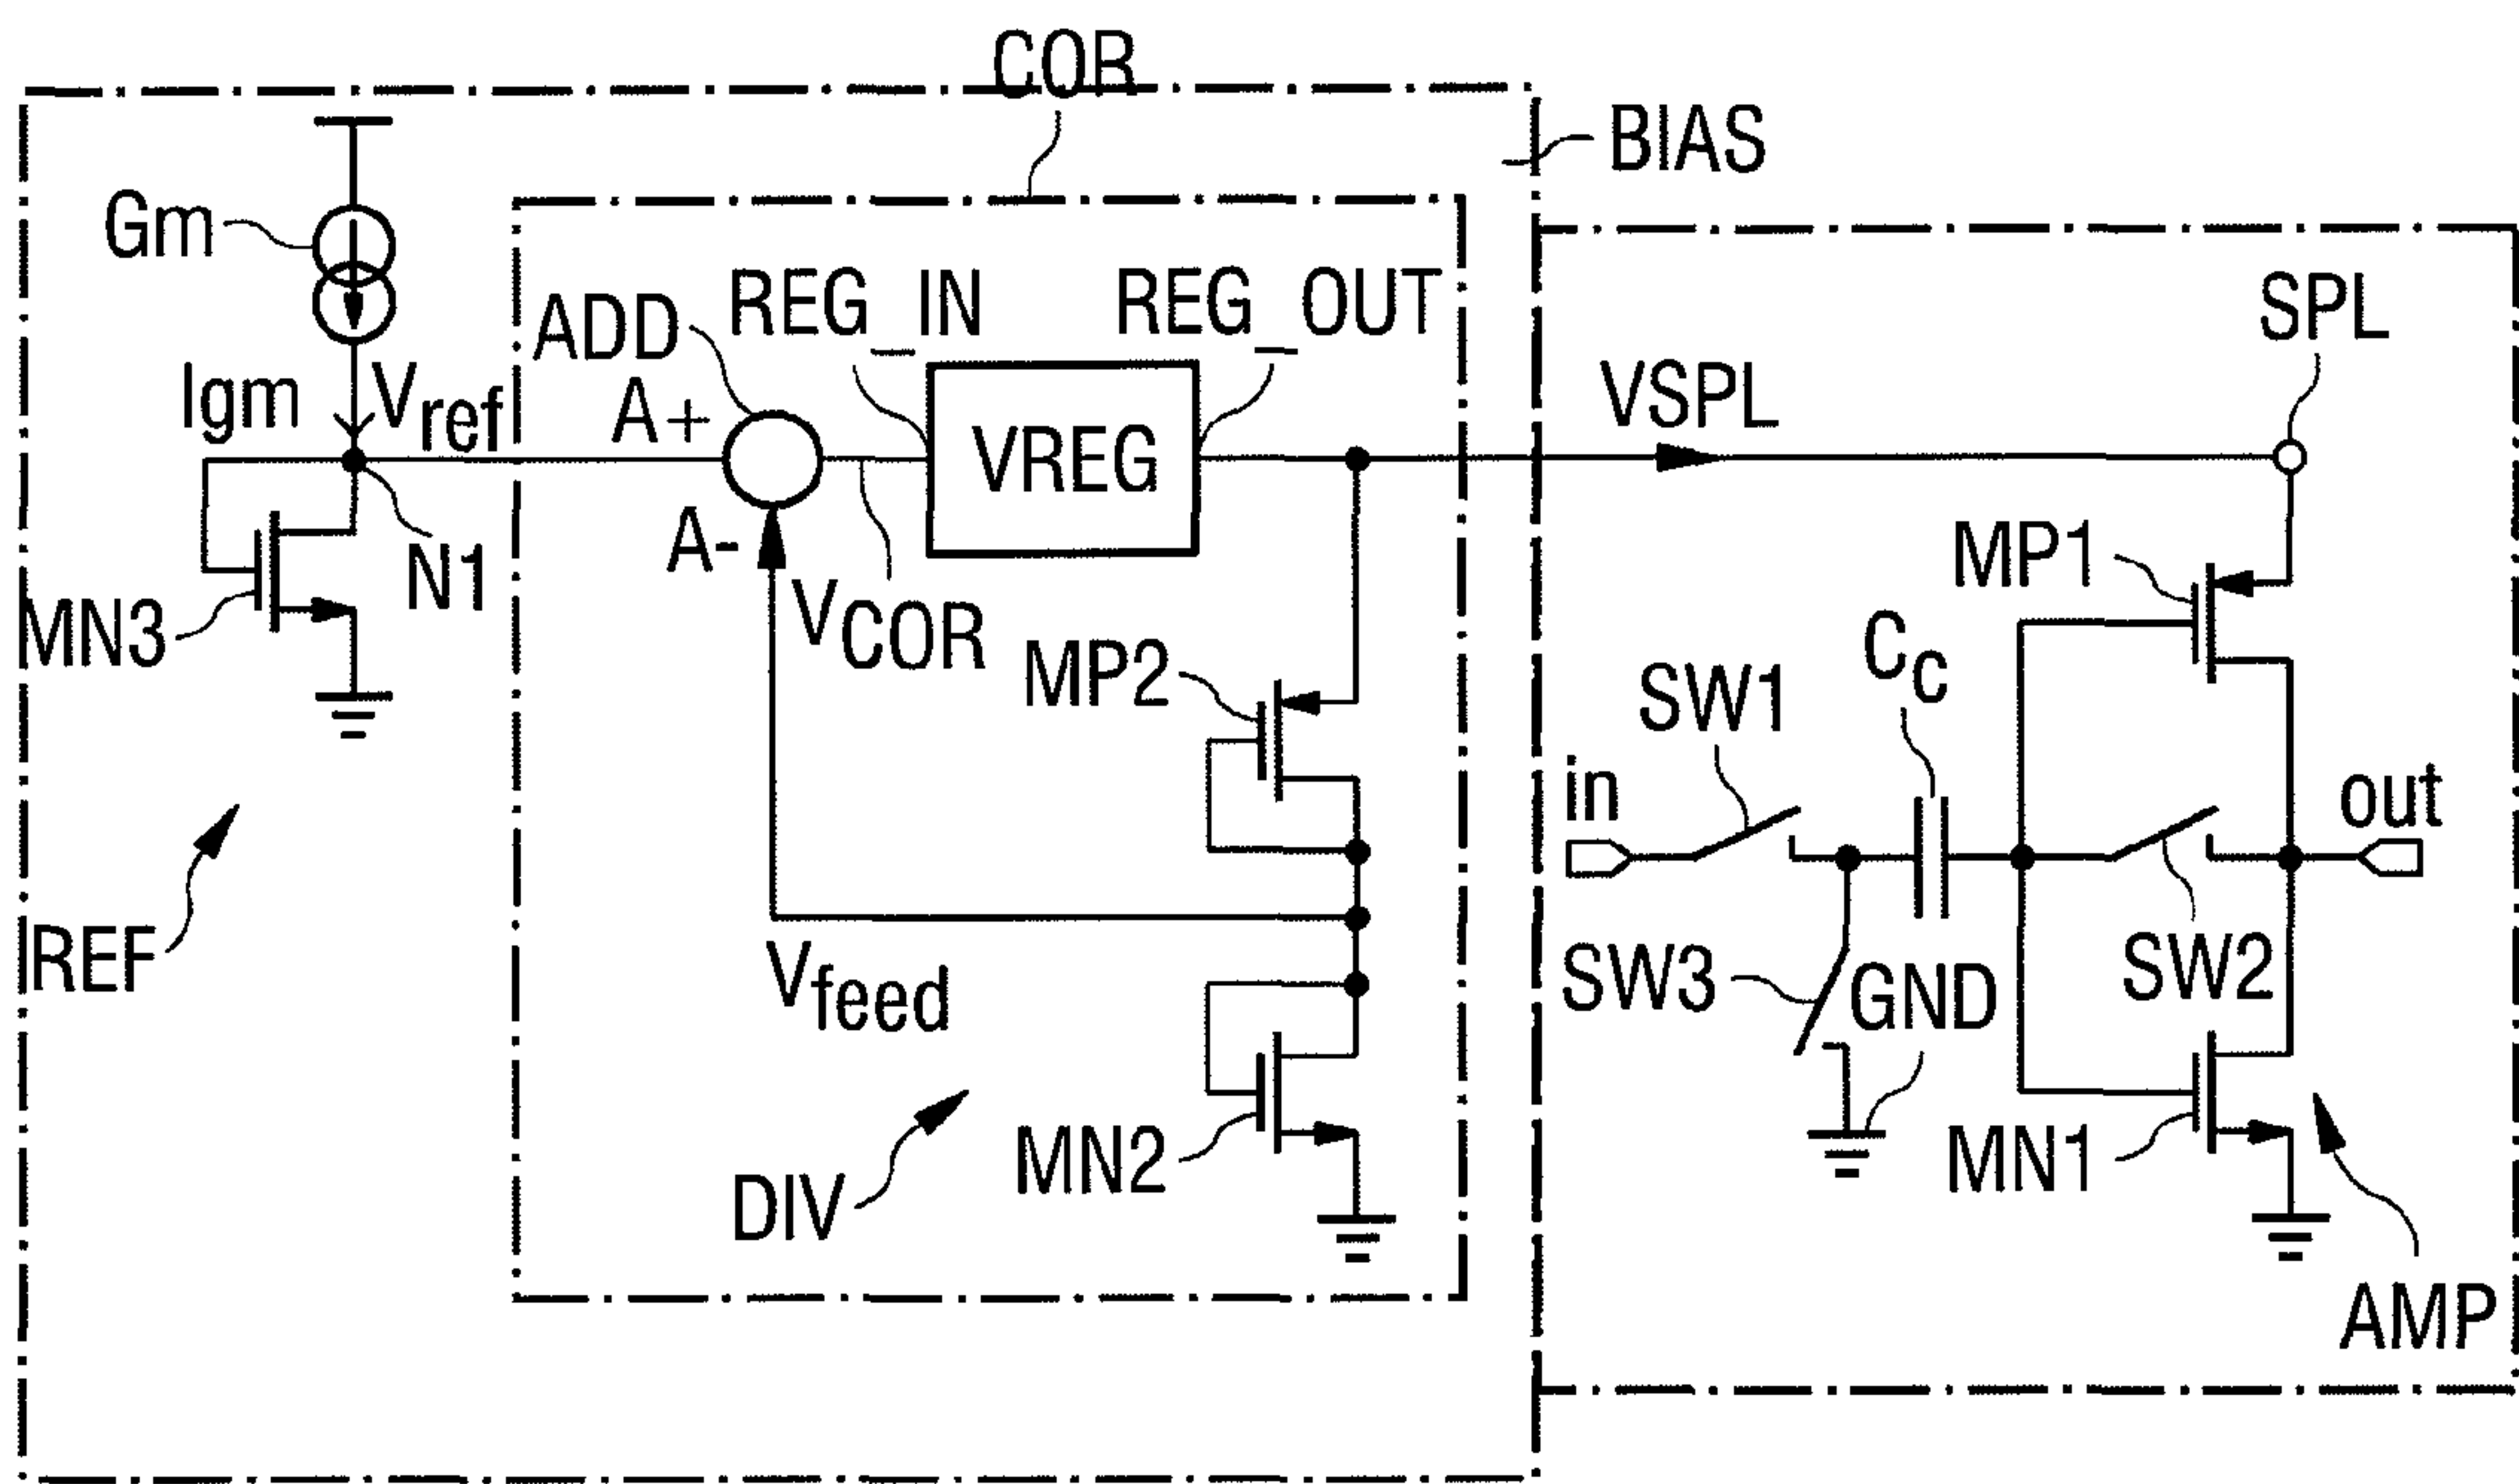 COR
BIAS
Gm
SPL
REG_IN
REG_OUT
ADD
VSPL
Igm
Vref
A+
VREG
A-
N1
MP1
MN3
VCOR
MP2
Cc
SW1
in
out
REF
Vfeed
SW3
GND
SW2
MN2
MN1
DIV
AMP